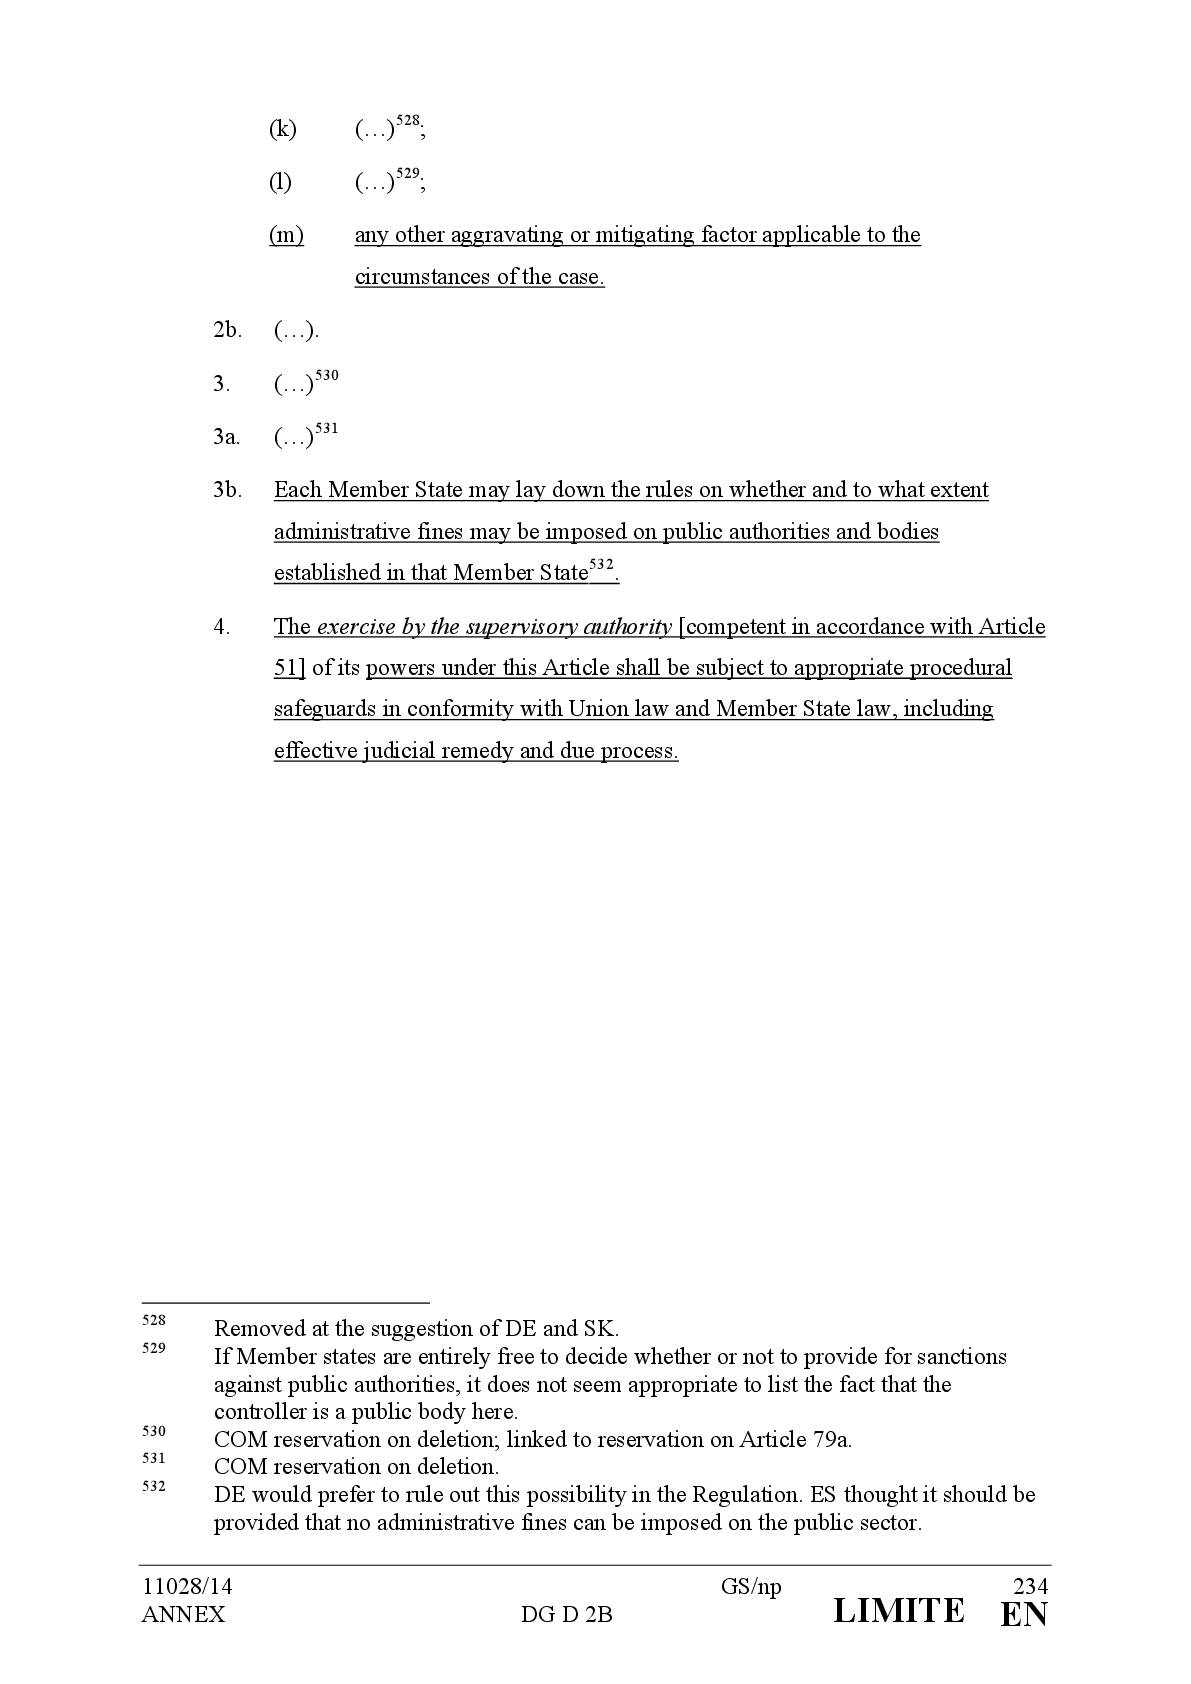 (k) (…)528;
(l) (…)529;
(m) any other aggravating or mitigating factor applicable to the
circumstances of the case.
2b. (…).
3. (…)530
3a. (…)531
3b. Each Member State may lay down the rules on whether and to what extent
administrative fines may be imposed on public authorities and bodies
established in that Member State532.
4. The exercise by the supervisory authority [competent in accordance with Article
51] of its powers under this Article shall be subject to appropriate procedural
safeguards in conformity with Union law and Member State law, including
effective judicial remedy and due process.
528 Removed at the suggestion of DE and SK.
529 If Member states are entirely free to decide whether or not to provide for sanctions
against public authorities, it does not seem appropriate to list the fact that the
controller is a public body here.
530 COM reservation on deletion; linked to reservation on Article 79a.
531 COM reservation on deletion.
532 DE would prefer to rule out this possibility in the Regulation. ES thought it should be
provided that no administrative fines can be imposed on the public sector.
11028/14 GS/np 234
ANNEX DG D 2B LIMITE EN